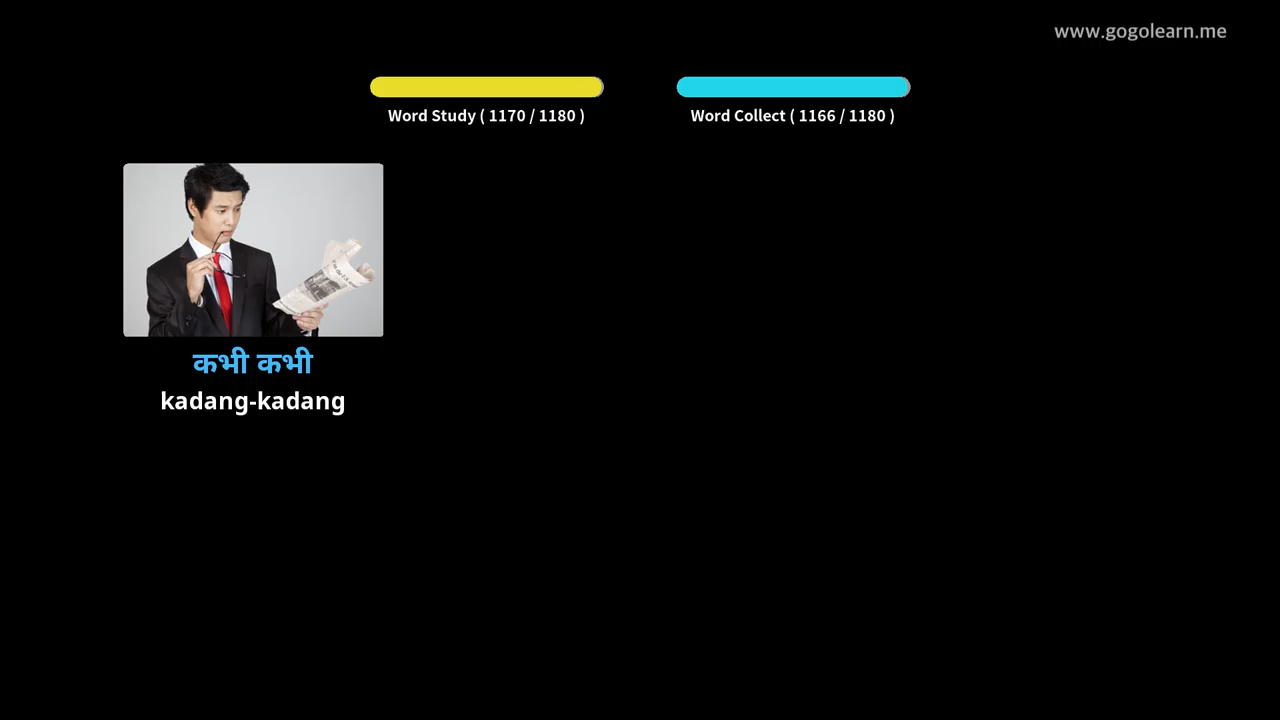 www.gogolearn.me
Word Study ( 1170 / 1180 )
Word Collect ( 1166 / 1180 )
कभी कभी
kadang-kadang